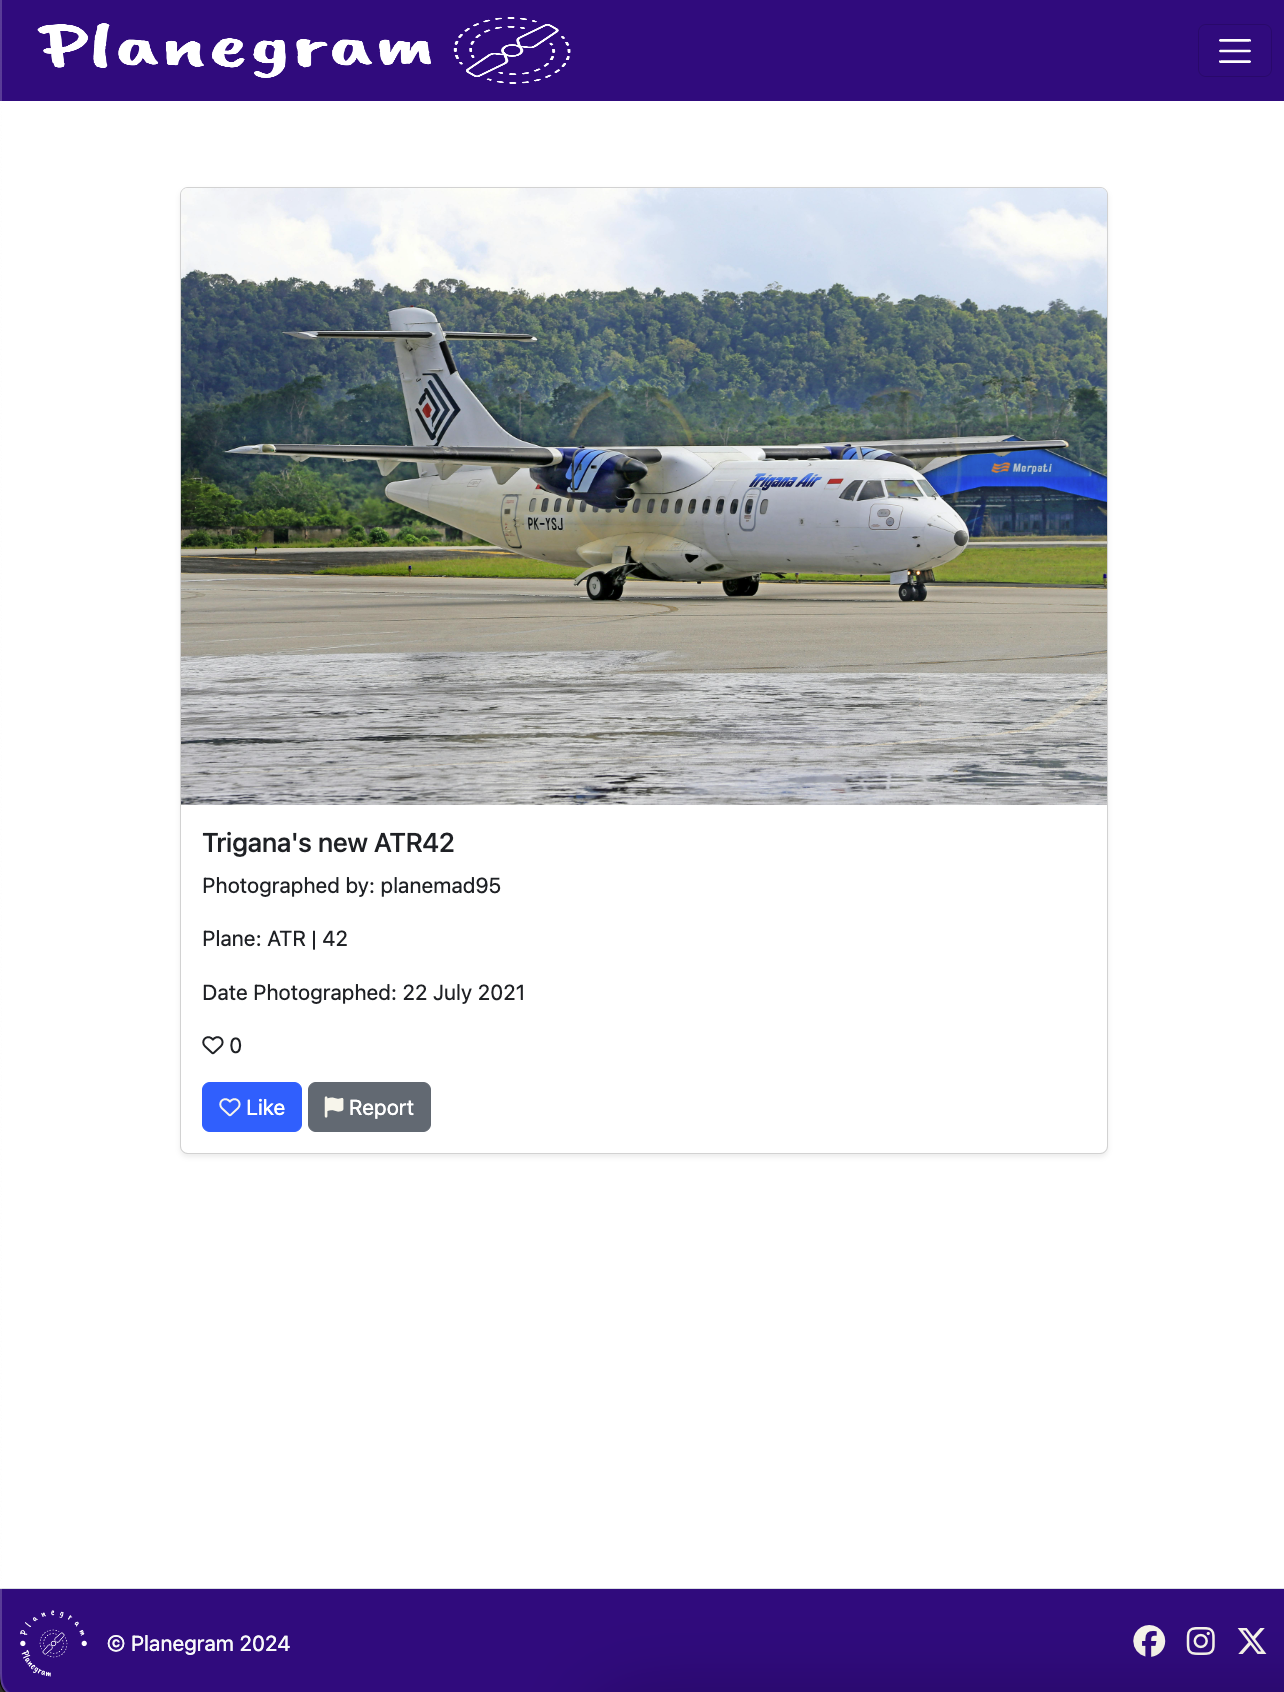 Planegram
Merpati
Trigana Air
PK-YSJ
Trigana's new ATR42
Photographed by: planemad95
Plane: ATR | 42
Date Photographed: 22 July 2021
0
Like
Report
Planegram
Planegram
© Planegram 2024